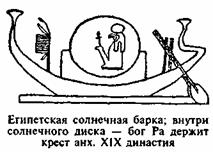 Египетская солнечная барка; внутри
солнечного диска — бог Ра держит
крест анх. XIX династия